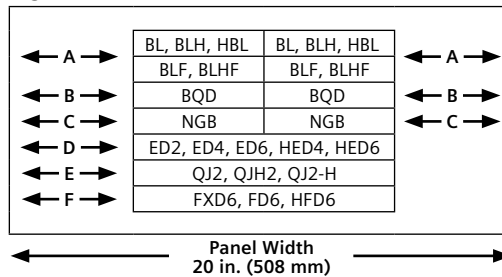 A BL, BLH, HBL BL, BLH, HBL A
BLF, BLHF BLF, BLHF
B BQD BQD B
C NGB NGB C
D ED2, ED4, ED6, HED4, HED6
E QJ2, QJH2, QJ2-H
F FXD6, FD6, HFD6
Panel Width
20 in. (508 mm)